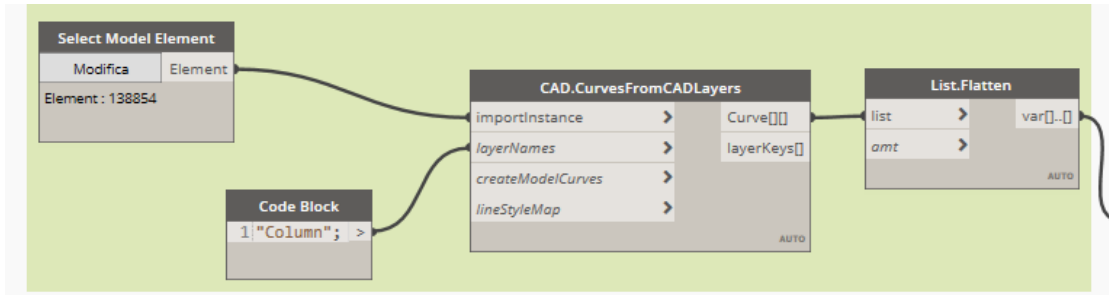 Select Model Element
Modifica Element
Element : 138854
Code Block
1 "Column"; >
CAD.CurvesFromCADLayers
importInstance > Curve[][]
layerNames > layerKeys[]
createModelCurves >
lineStyleMap >
AUTO
List.Flatten
list > var[]..[]
amt >
AUTO